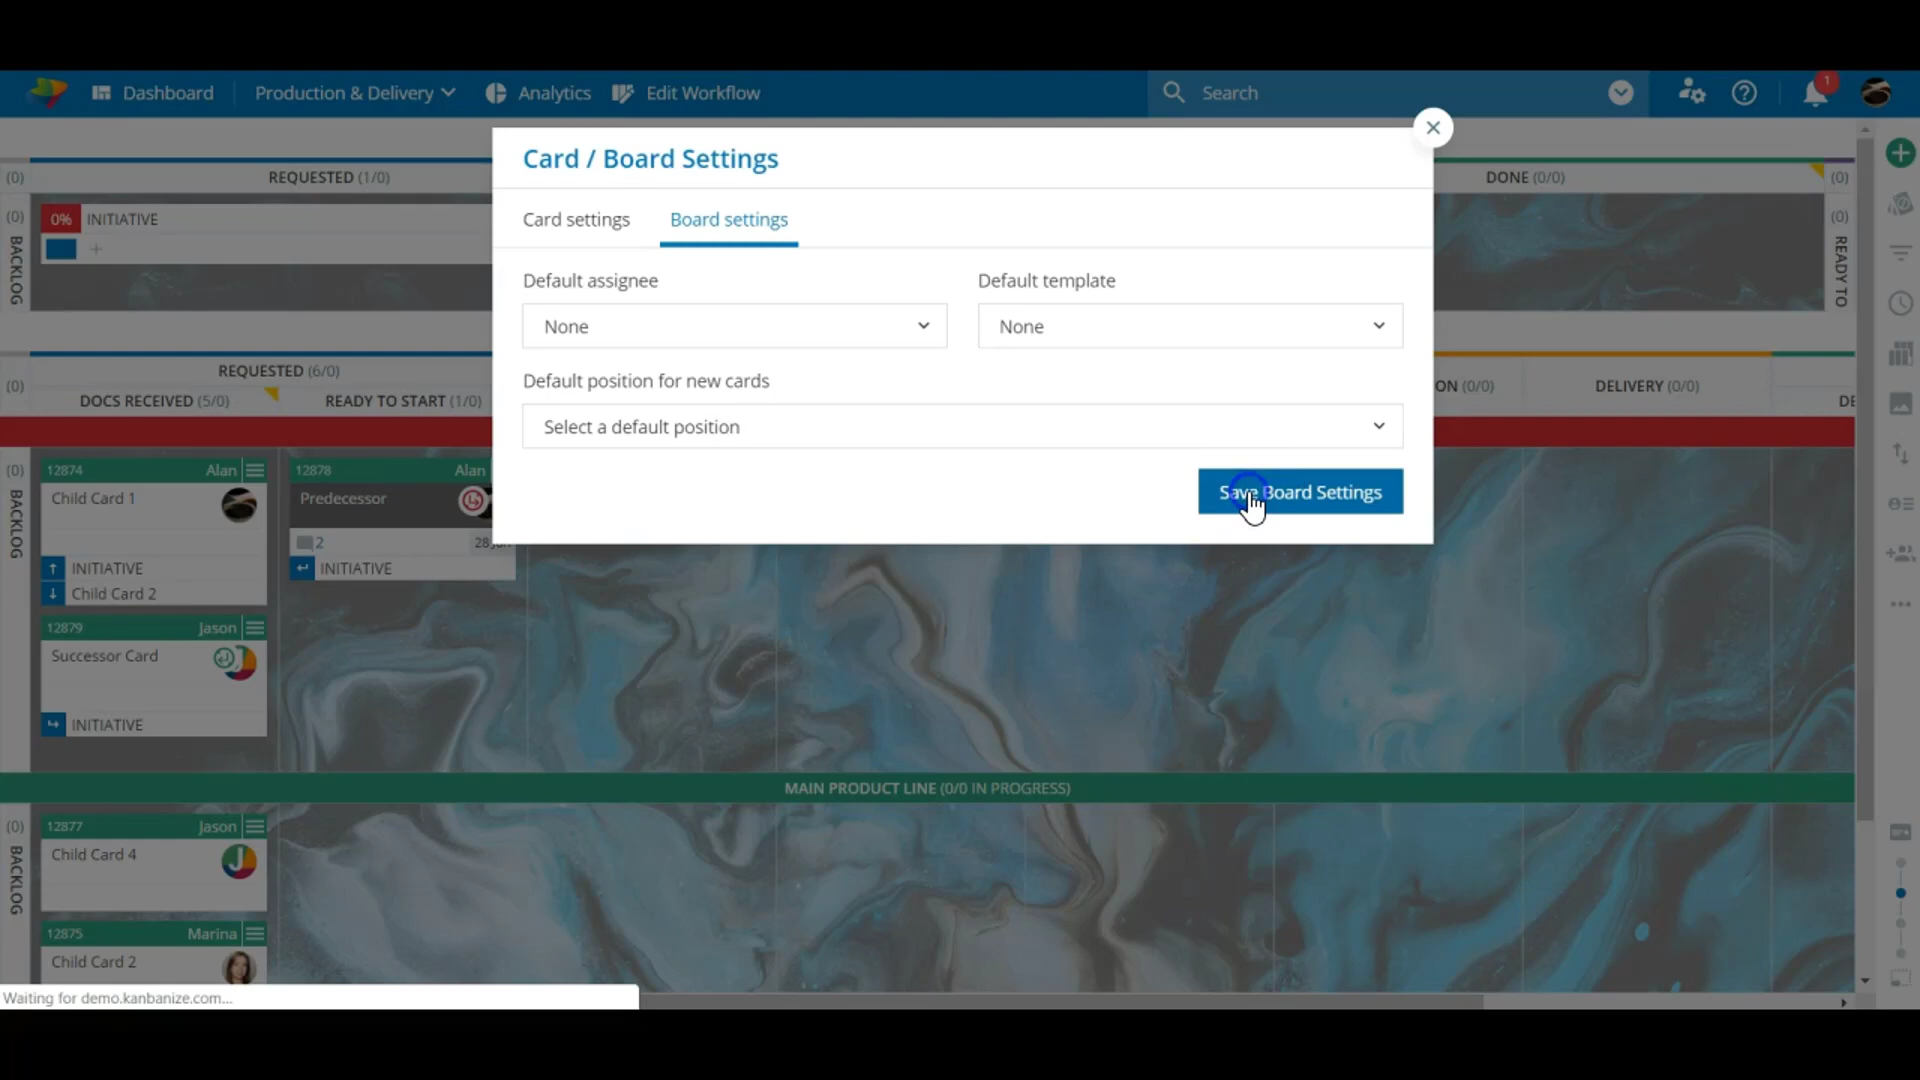 Dashboard
Production & Delivery
Analytics
Edit Workflow
Search
1
Card / Board Settings
Card settings
Board settings
Default assignee
Default template
None
None
Default position for new cards
Select a default position
Save Board Settings
(0)
REQUESTED (1/0)
DONE (0/0)
(0)
(0)
BACKLOG
0%
INITIATIVE
(0)
READY TO
(0)
REQUESTED (6/0)
DOCS RECEIVED (5/0)
READY TO START (1/0)
ON (0/0)
DELIVERY (0/0)
DE
(0)
BACKLOG
12874
Alan
Child Card 1
INITIATIVE
Child Card 2
12878
Alan
Predecessor
2
28 Jun
INITIATIVE
12879
Jason
Successor Card
INITIATIVE
MAIN PRODUCT LINE (0/0 IN PROGRESS)
(0)
BACKLOG
12877
Jason
Child Card 4
J
12875
Marina
Child Card 2
Waiting for demo.kanbanize.com...